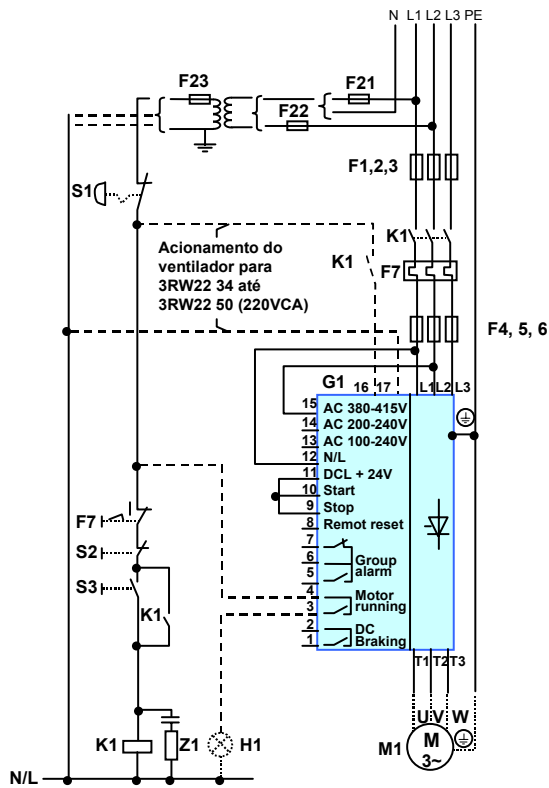 N L1 L2 L3 PE
F23
F21
F22
F1,2,3
S1
K1
Acionamento do
ventilador para
3RW22 34 até
3RW22 50 (220VCA)
K1
F7
F4, 5, 6
G1 16 17 L1 L2 L3
15 AC 380-415V
14 AC 200-240V
13 AC 100-240V
12 N/L
11 DCL + 24V
10 Start
9 Stop
8 Remot reset
7
6 Group
5 alarm
4 Motor
3 running
2 DC
1 Braking
F7
S2
S3
K1
T1 T2 T3
U V W
K1
Z1
H1
M1
M
3~
N/L